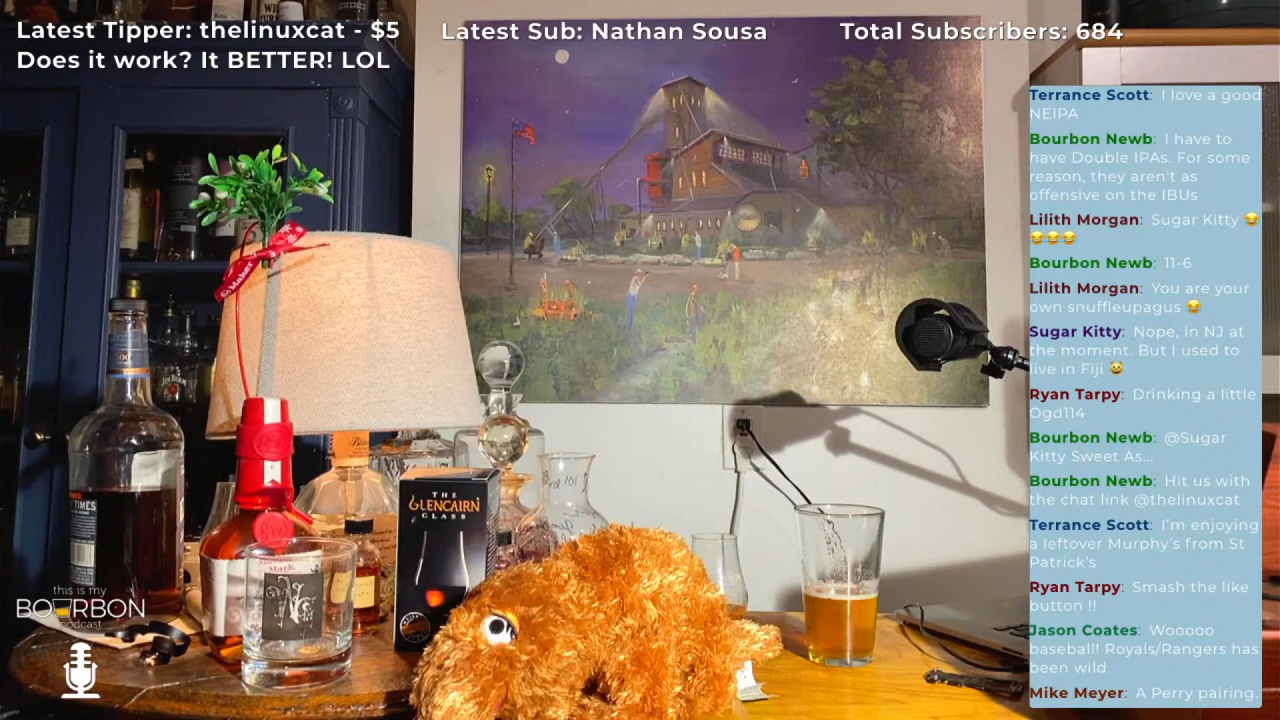 Latest Tipper: thelinuxcat - $5
Does it work? It BETTER! LOL
Latest Sub: Nathan Sousa
Total Subscribers: 684
Terrance Scott: I love a good
NEIPA
Bourbon Newb: I have to
have Double IPAs. For some
reason, they aren't as
offensive on the IBUs
Lilith Morgan: Sugar Kitty 😂
😂😂😂
Bourbon Newb: 11-6
Lilith Morgan: You are your
own snuffleupagus 😂
Sugar Kitty: Nope, in NJ at
the moment. But I used to
live in Fiji 😀
Ryan Tarpy: Drinking a little
Ogd114
Bourbon Newb: @Sugar
Kitty Sweet As...
Bourbon Newb: Hit us with
the chat link @thelinuxcat
Terrance Scott: I'm enjoying
a leftover Murphy's from St
Patrick's
Ryan Tarpy: Smash the like
button !!
Jason Coates: Wooooo
baseball! Royals/Rangers has
been wild.
Mike Meyer: A Perry pairing.
THE
GLENCAIRN
GLASS
TIMES
Mark
this is my
BOURBON
podcast